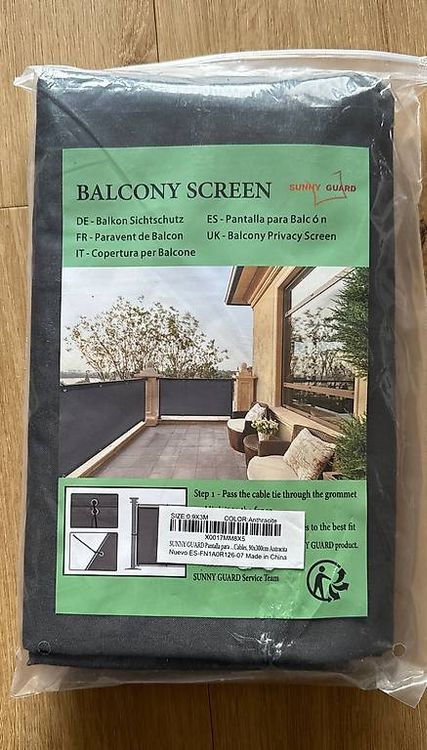 BALCONY SCREEN
SUNNY GUARD
DE - Balkon Sichtschutz
ES - Pantalla para Balc ó n
FR - Paravent de Balcon
UK - Balcony Privacy Screen
IT - Copertura per Balcone
Step 1 - Pass the cable tie through the grommet
SIZE:0.9X3M COLOR:Anthracite
s to the best fit
X0017MM8X5
SUNNY GUARD Pantalla para ...Cables, 90x300cm Antracita
Y GUARD product.
Nuevo ES-FN1A0R126-07 Made in China
SUNNY GUARD Service Team